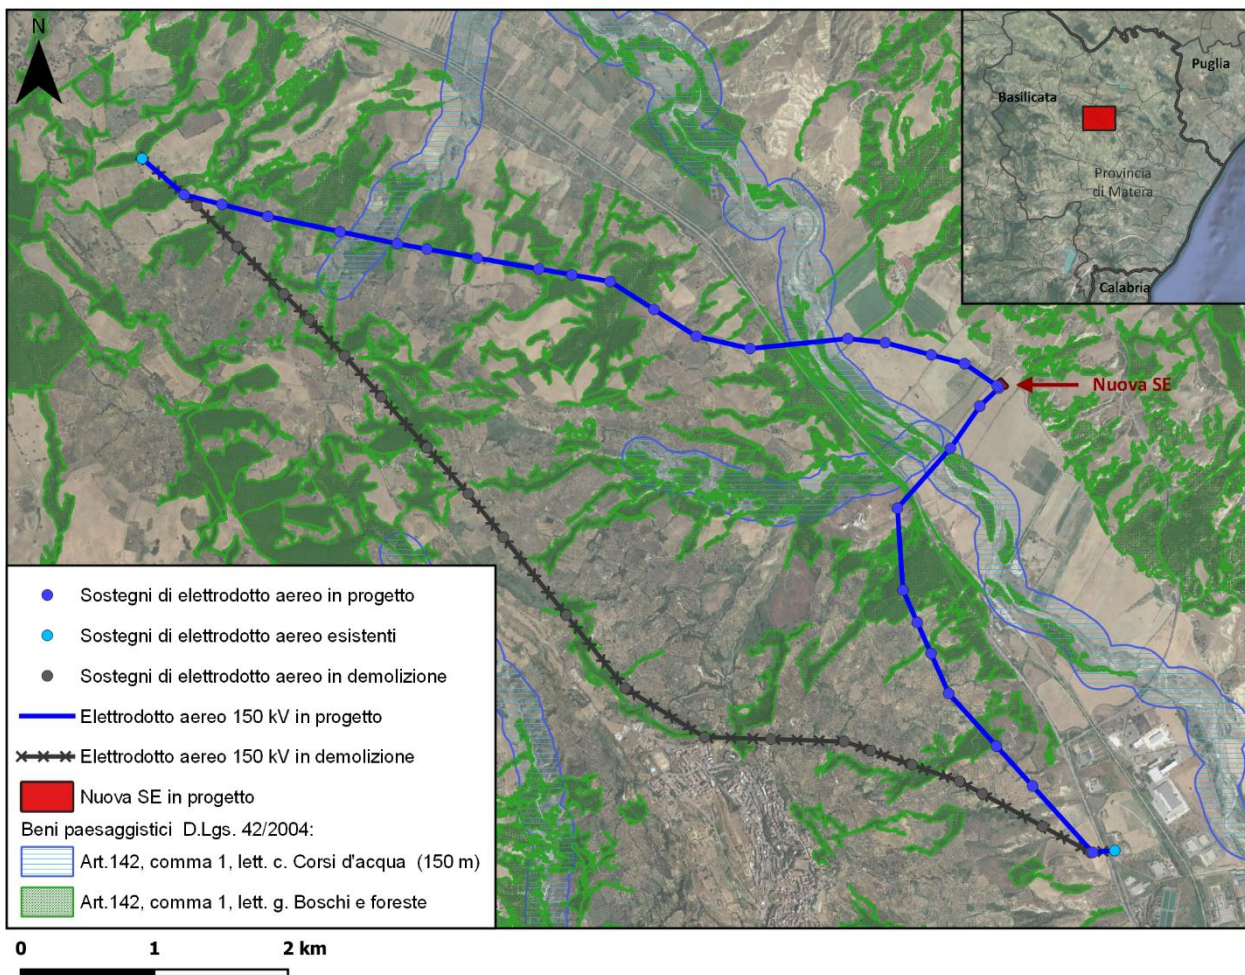 N
Puglia
Basilicata
Provincia
di Matera
Calabria
Nuova SE
Sostegni di elettrodotto aereo in progetto
Sostegni di elettrodotto aereo esistenti
Sostegni di elettrodotto aereo in demolizione
Elettrodotto aereo 150 kV in progetto
Elettrodotto aereo 150 kV in demolizione
Nuova SE in progetto
Beni paesaggistici D.Lgs. 42/2004:
Art.142, comma 1, lett. c. Corsi d'acqua (150 m)
Art.142, comma 1, lett. g. Boschi e foreste
0 1 2 km